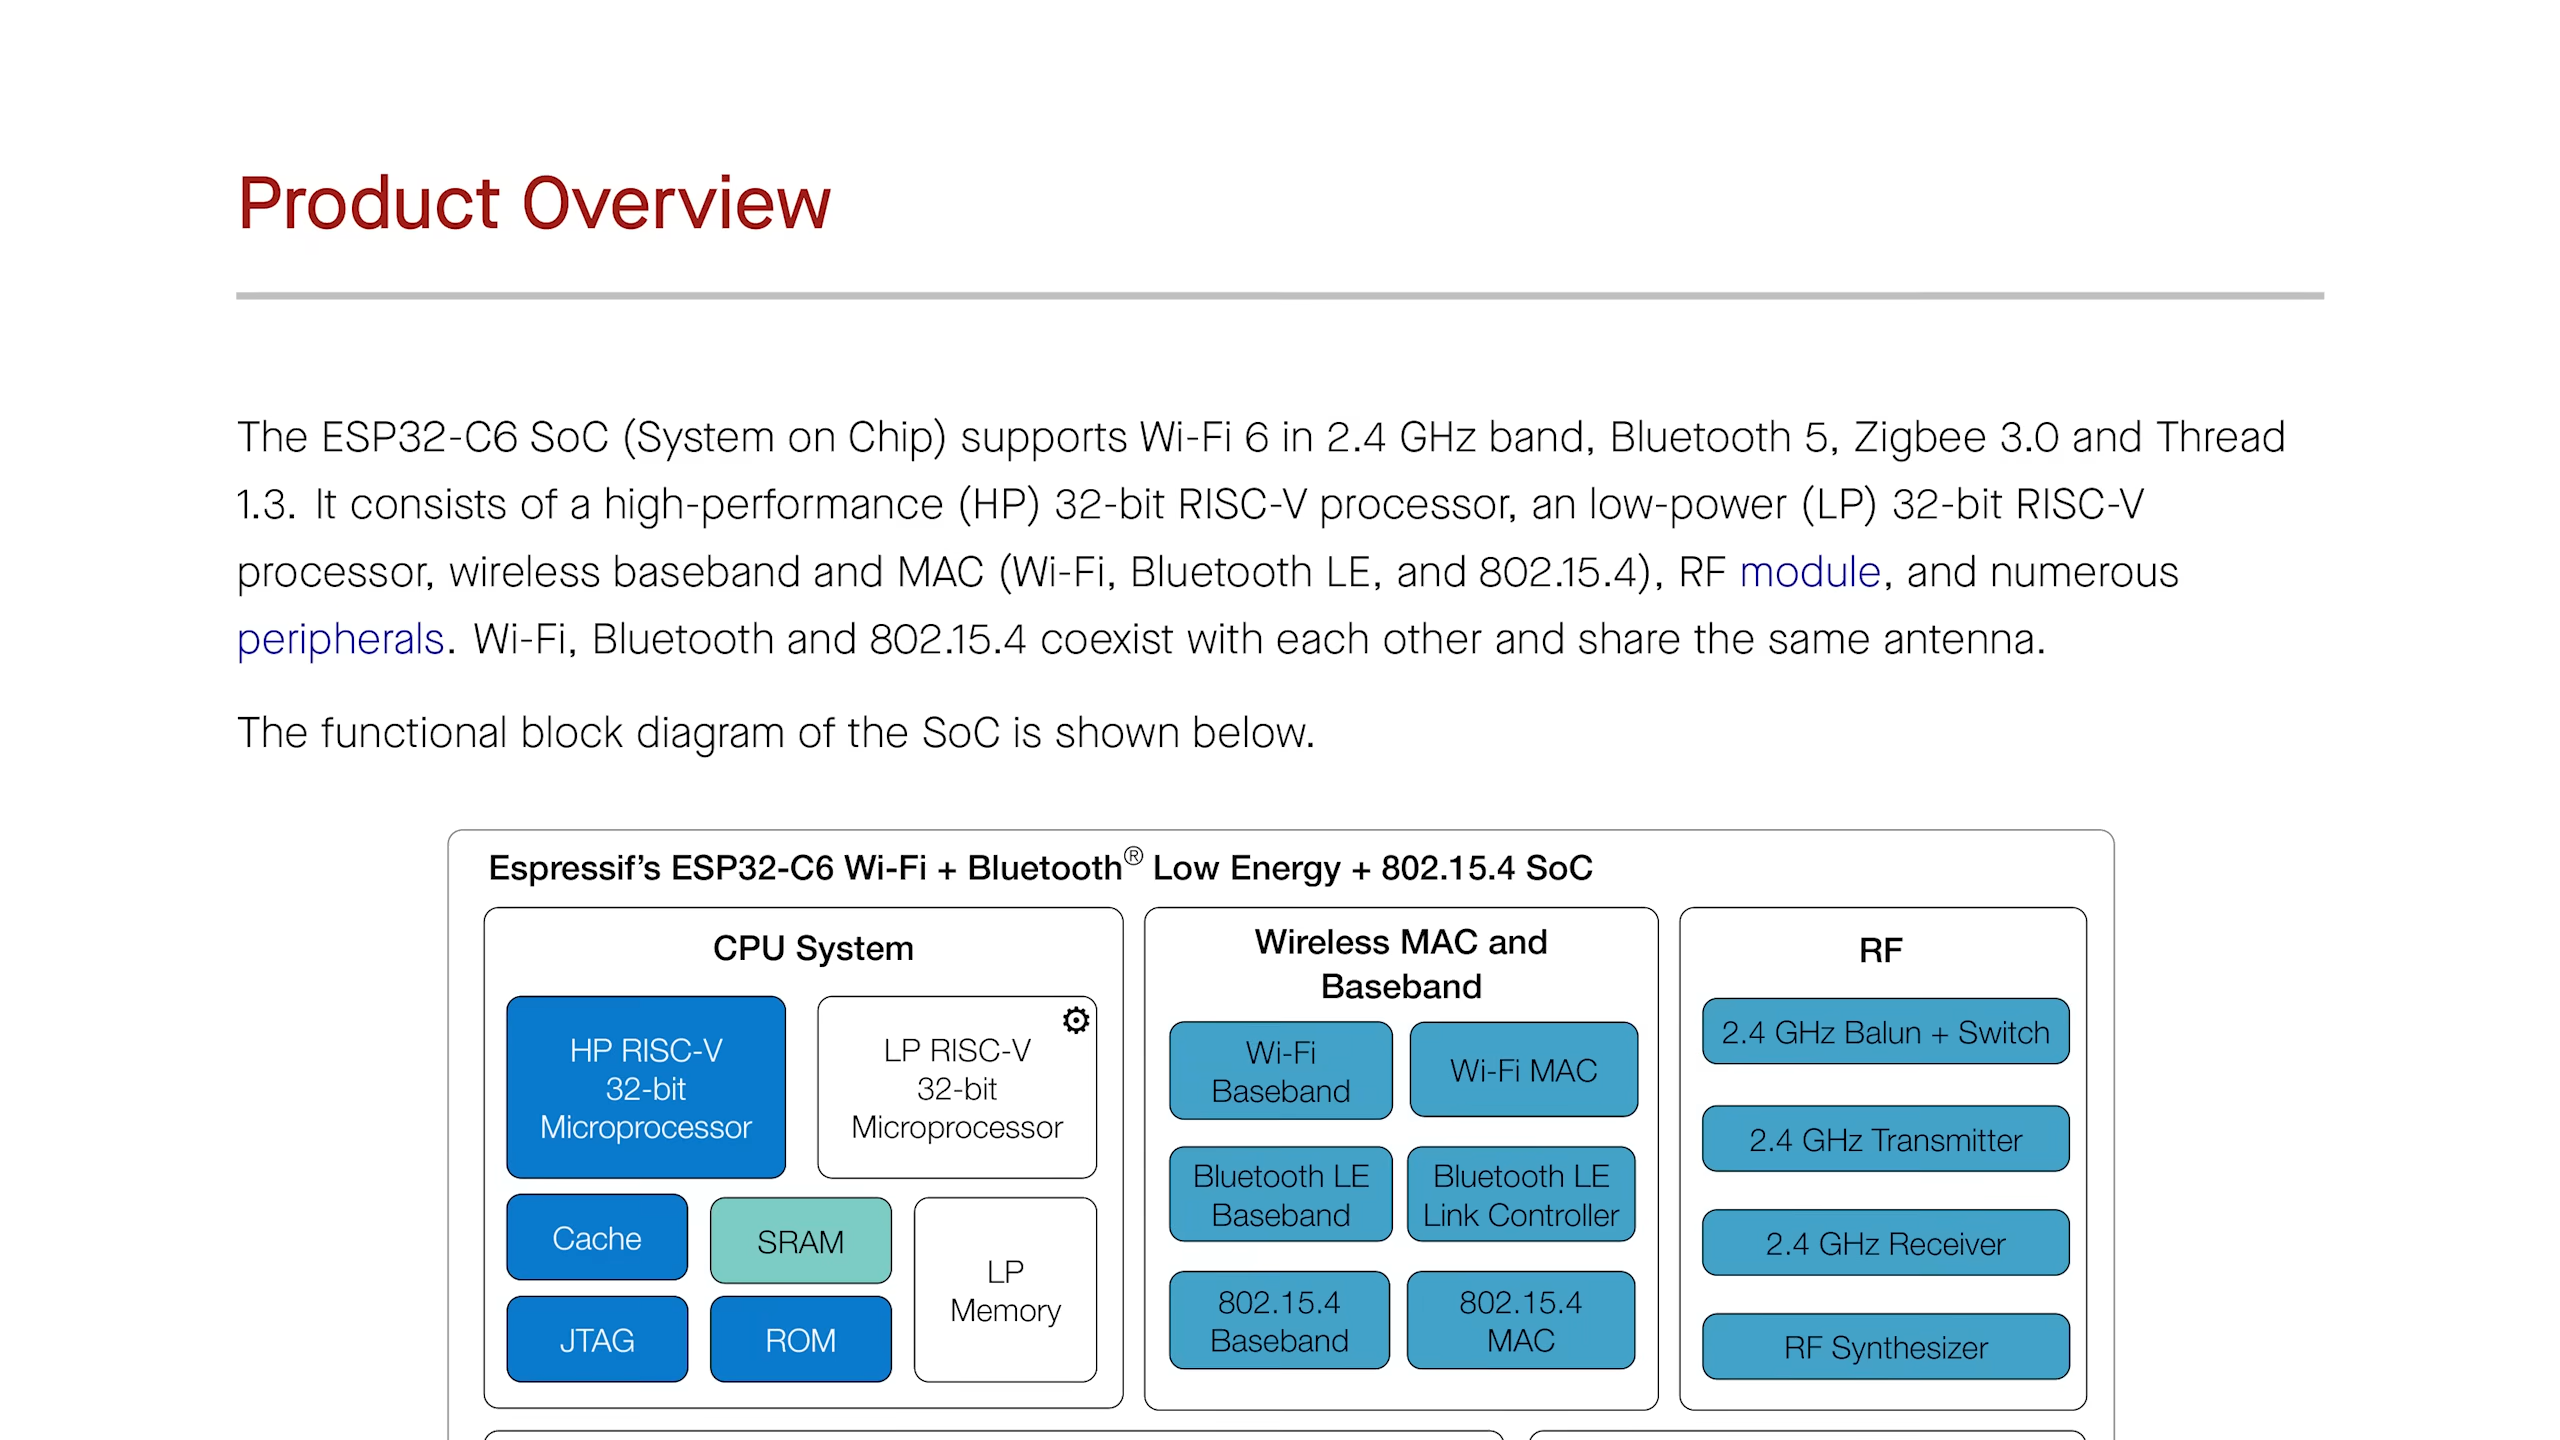 Product Overview
The ESP32-C6 SoC (System on Chip) supports Wi-Fi 6 in 2.4 GHz band, Bluetooth 5, Zigbee 3.0 and Thread
1.3. It consists of a high-performance (HP) 32-bit RISC-V processor, an low-power (LP) 32-bit RISC-V
processor, wireless baseband and MAC (Wi-Fi, Bluetooth LE, and 802.15.4), RF module, and numerous
peripherals. Wi-Fi, Bluetooth and 802.15.4 coexist with each other and share the same antenna.
The functional block diagram of the SoC is shown below.
Espressif's ESP32-C6 Wi-Fi + Bluetooth® Low Energy + 802.15.4 SoC
CPU System
HP RISC-V
32-bit
Microprocessor
LP RISC-V
32-bit
Microprocessor
Cache
SRAM
LP
Memory
JTAG
ROM
Wireless MAC and
Baseband
Wi-Fi
Baseband
Wi-Fi MAC
Bluetooth LE
Baseband
Bluetooth LE
Link Controller
802.15.4
Baseband
802.15.4
MAC
RF
2.4 GHz Balun + Switch
2.4 GHz Transmitter
2.4 GHz Receiver
RF Synthesizer